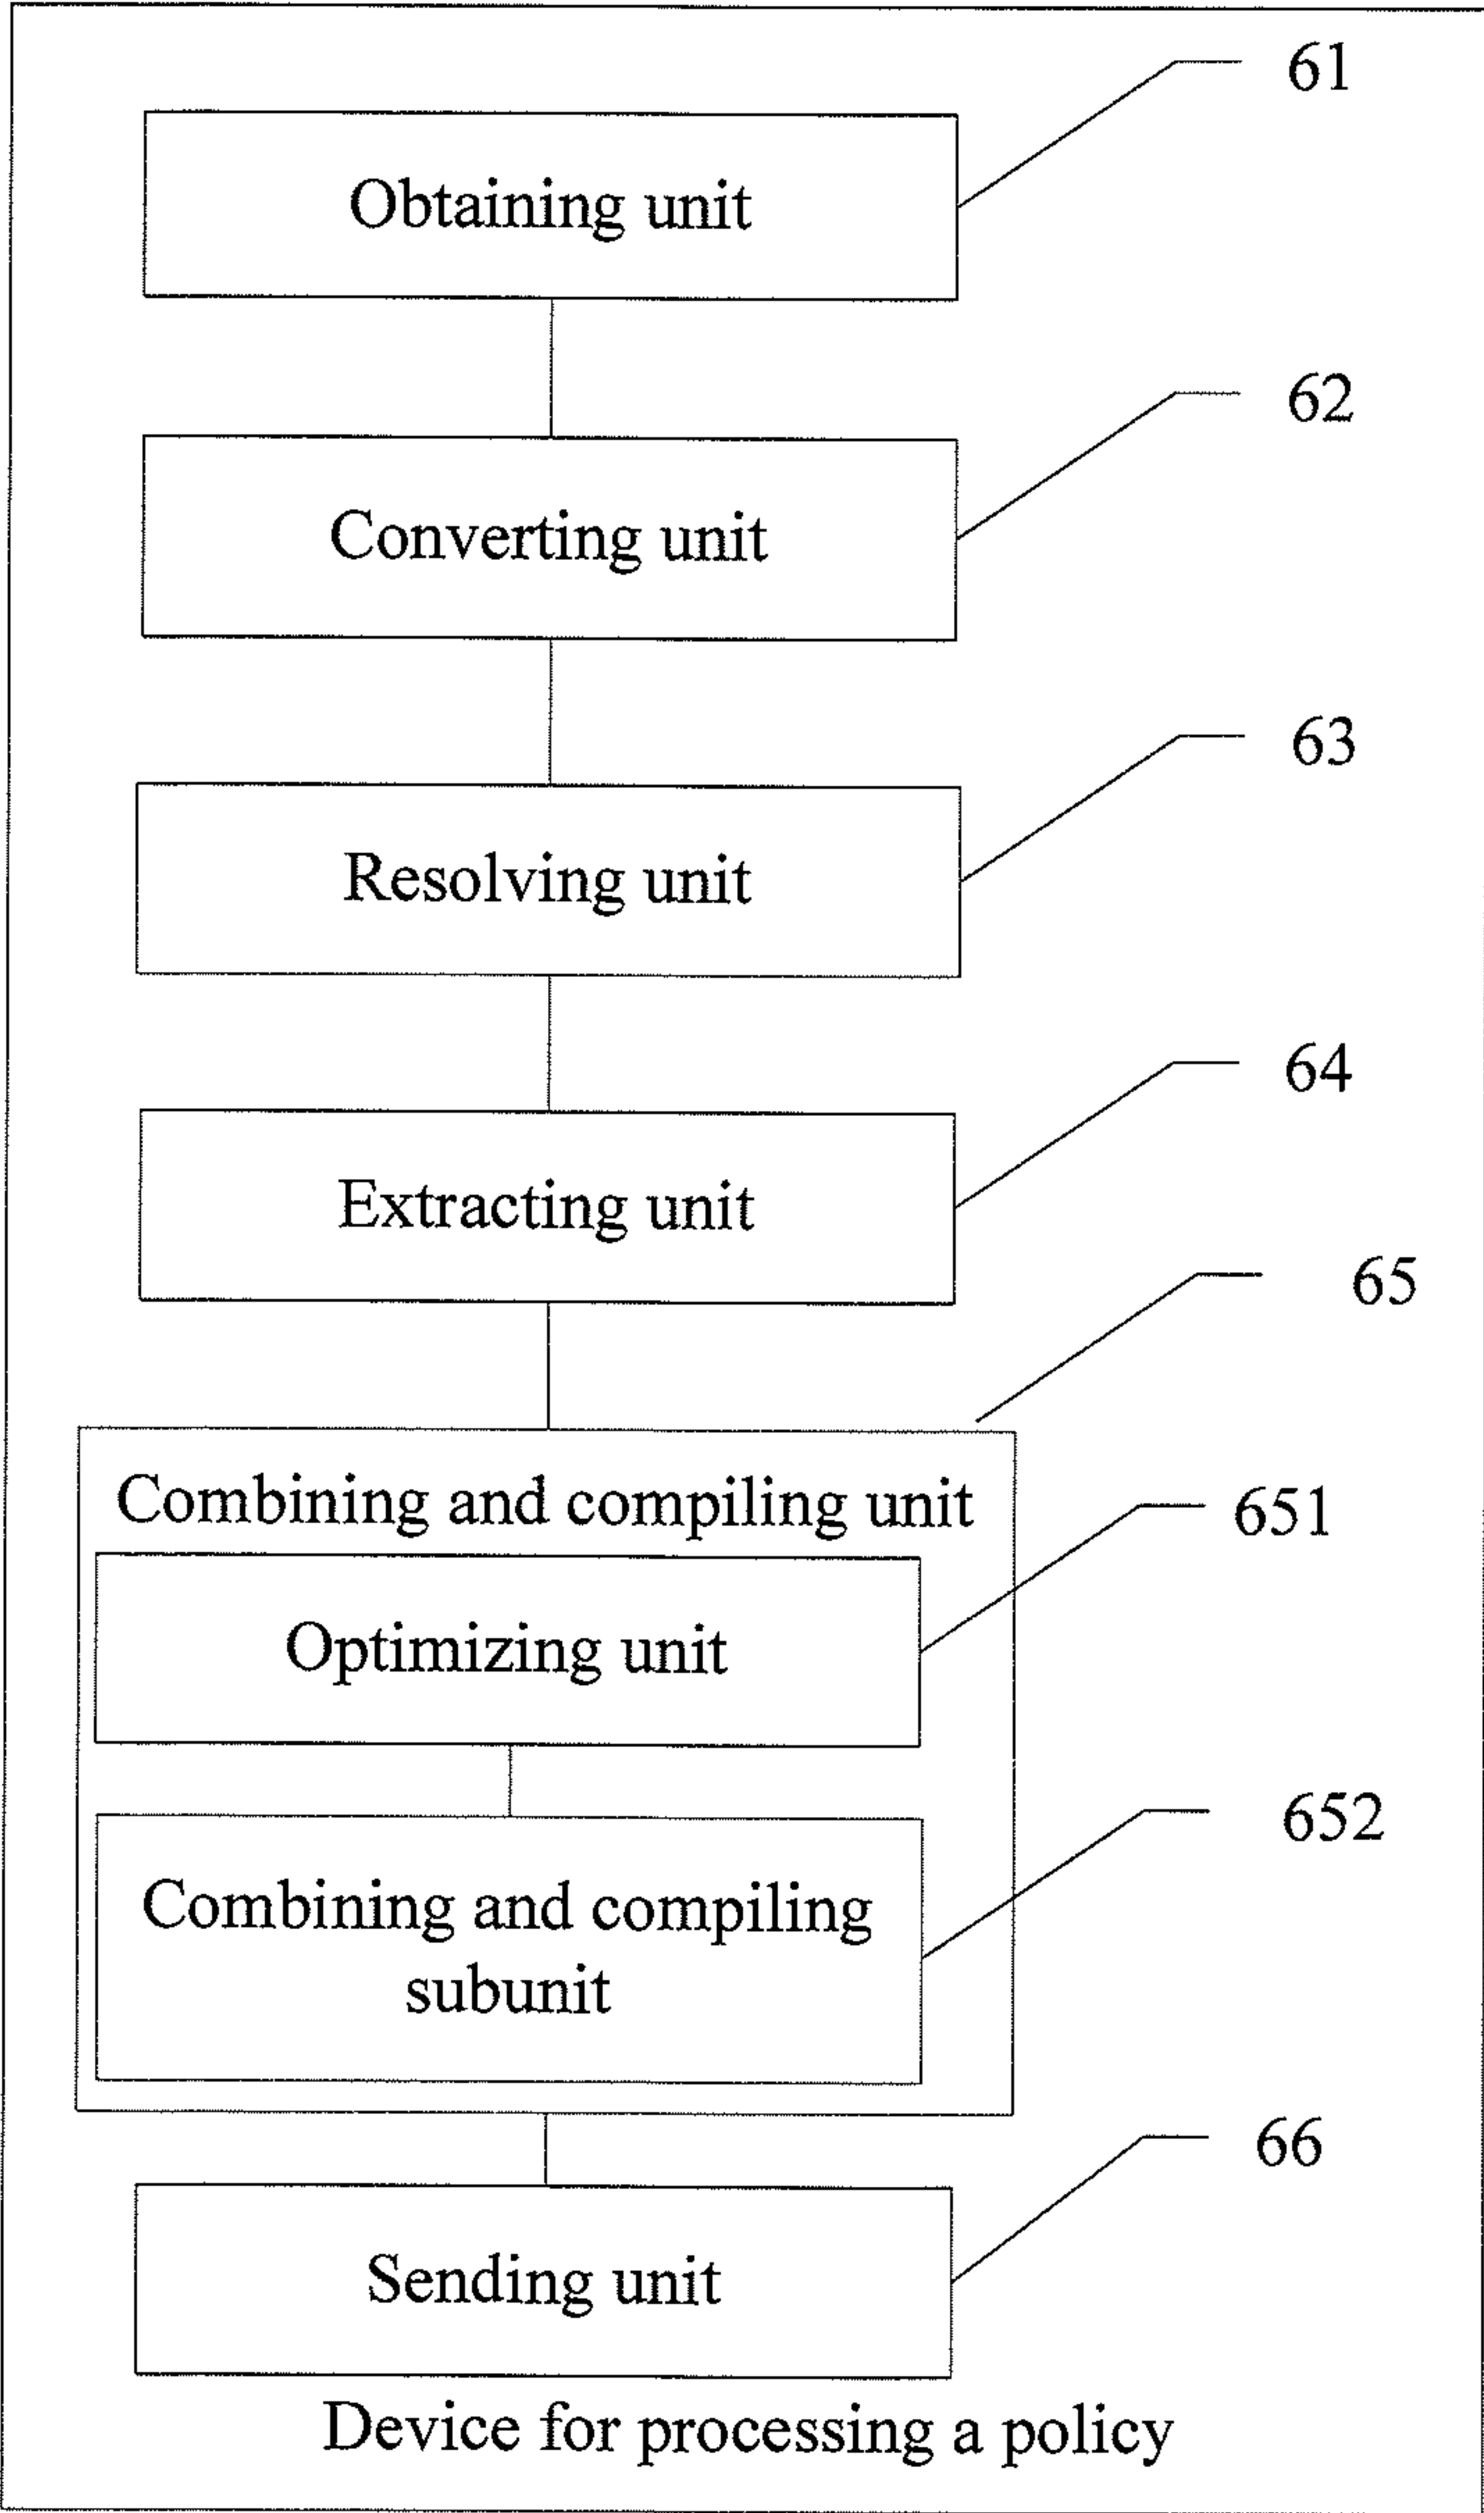 61
Obtaining unit
62
Converting unit
63
Resolving unit
64
Extracting unit
65
Combining and compiling unit
651
Optimizing unit
652
Combining and compiling
subunit
66
Sending unit
Device for processing a policy